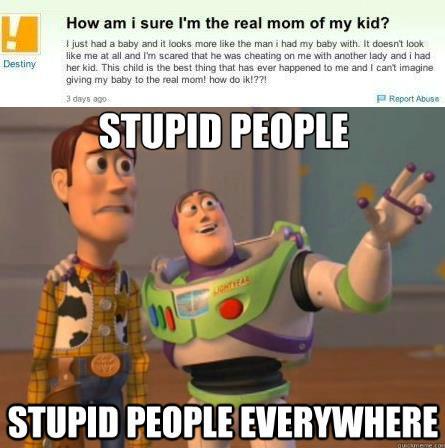 How am i sure I'm the real mom of my kid?
I just had a baby and it looks more like the man i had my baby with. It doesn't look
like me at all and I'm scared that he was cheating on me with another lady and i had
her kid. This child is the best thing that has ever happened to me and I can't imagine
giving my baby to the real mom! how do ik!??!
Destiny
3 days ago
Report Abuse
STUPID PEOPLE
LIGHTYEAR
STUPID PEOPLE EVERYWHERE
quickmeme.com